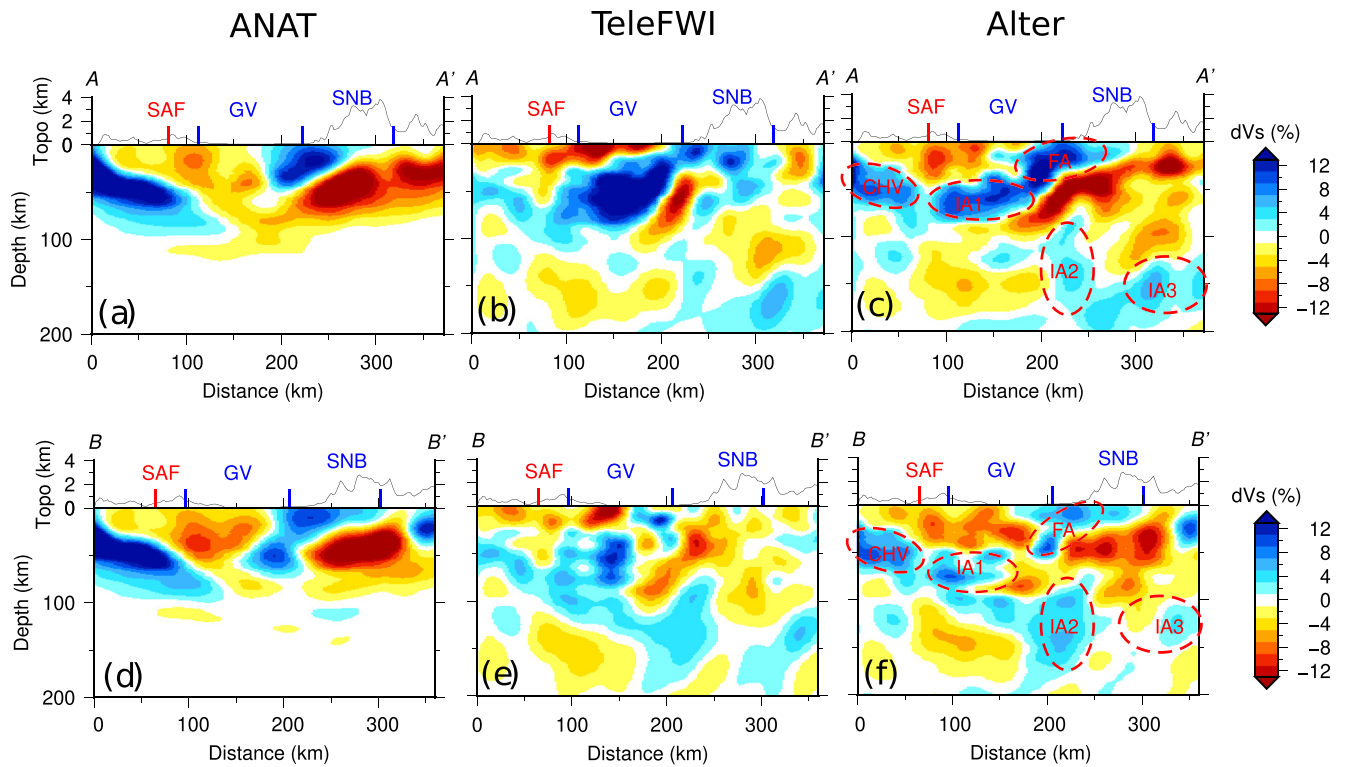 ANAT TeleFWI Alter
A A' A A' A A'
SAF GV SNB SAF GV SNB SAF GV SNB
Topo (km) 4 2 0
dVs (%)
12
8
4
0
−4
−8
−12
Depth (km) 100 200
CHV IA1 FA IA2 IA3
(a) (b) (c)
0 100 200 300 0 100 200 300 0 100 200 300
Distance (km) Distance (km) Distance (km)
B B' B B' B B'
SAF GV SNB SAF GV SNB SAF GV SNB
Topo (km) 4 2 0
dVs (%)
12
8
4
0
−4
−8
−12
Depth (km) 100 200
CHV IA1 FA IA2 IA3
(d) (e) (f)
0 100 200 300 0 100 200 300 0 100 200 300
Distance (km) Distance (km) Distance (km)